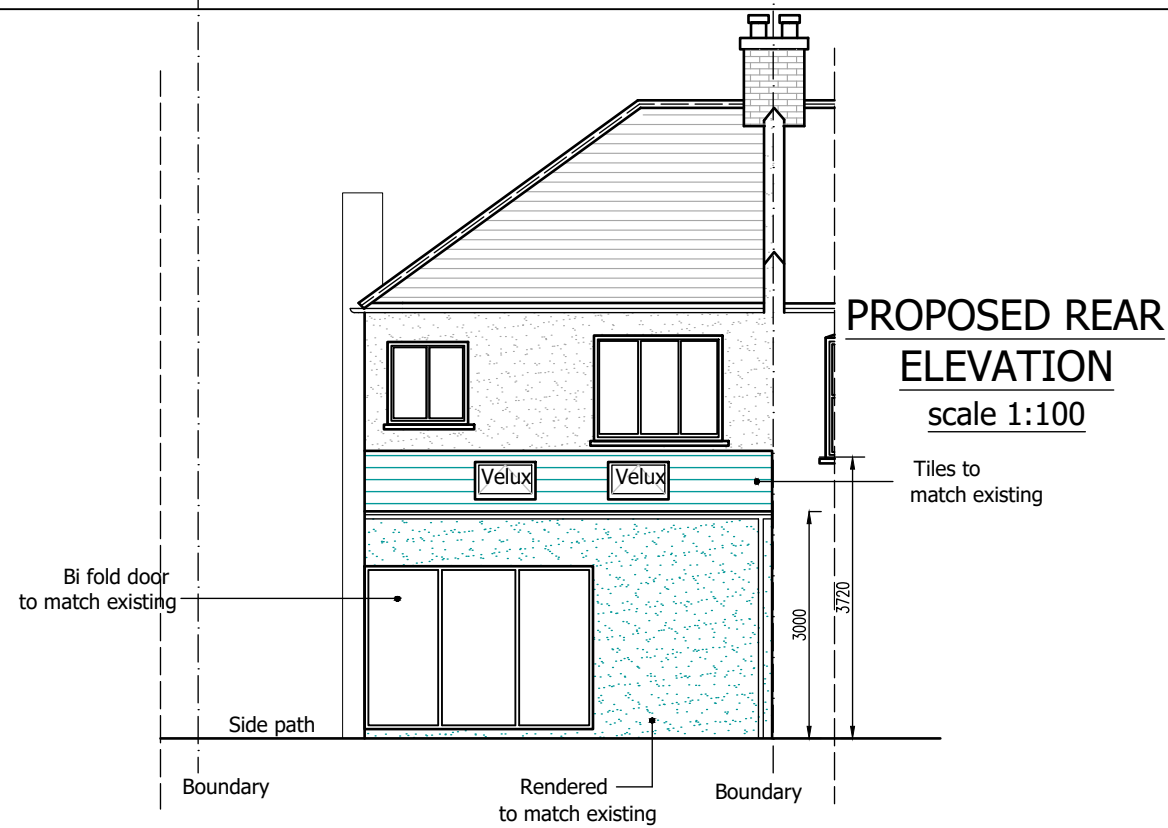 PROPOSED REAR
ELEVATION
scale 1:100
Velux
Velux
Tiles to
match existing
Bi fold door
to match existing
3000
3720
Side path
Boundary
Rendered
to match existing
Boundary